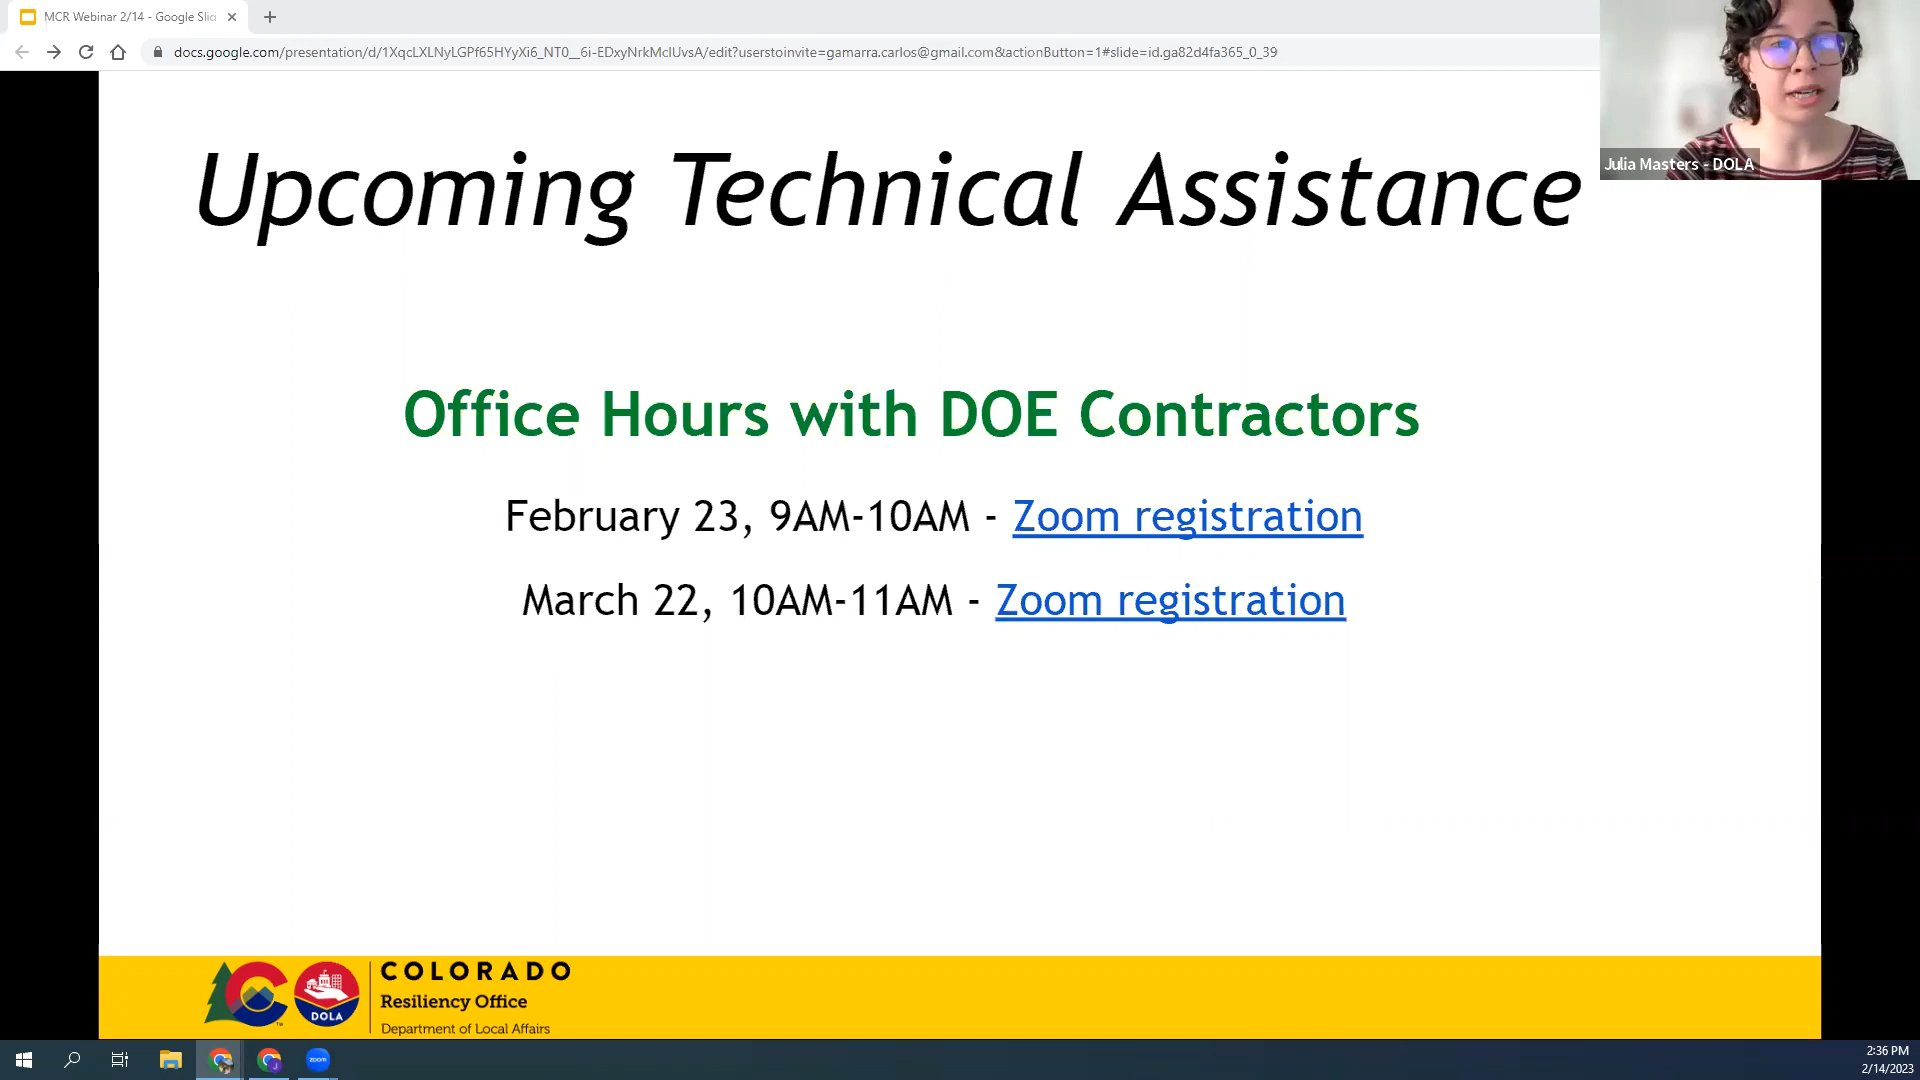 MCR Webinar 2/14 - Google Slid
docs.google.com/presentation/d/1XqcLXLNyLGPf65HYyXi6_NT0__6i-EDxyNrkMclUvsA/edit?userstoinvite=gamarra.carlos@gmail.com&actionButton=1#slide=id.ga82d4fa365_0_39
Julia Masters - DOLA
Upcoming Technical Assistance
Office Hours with DOE Contractors
February 23, 9AM-10AM - Zoom registration
March 22, 10AM-11AM - Zoom registration
DOLA
COLORADO
Resiliency Office
Department of Local Affairs
zoom
2:36 PM
2/14/2023